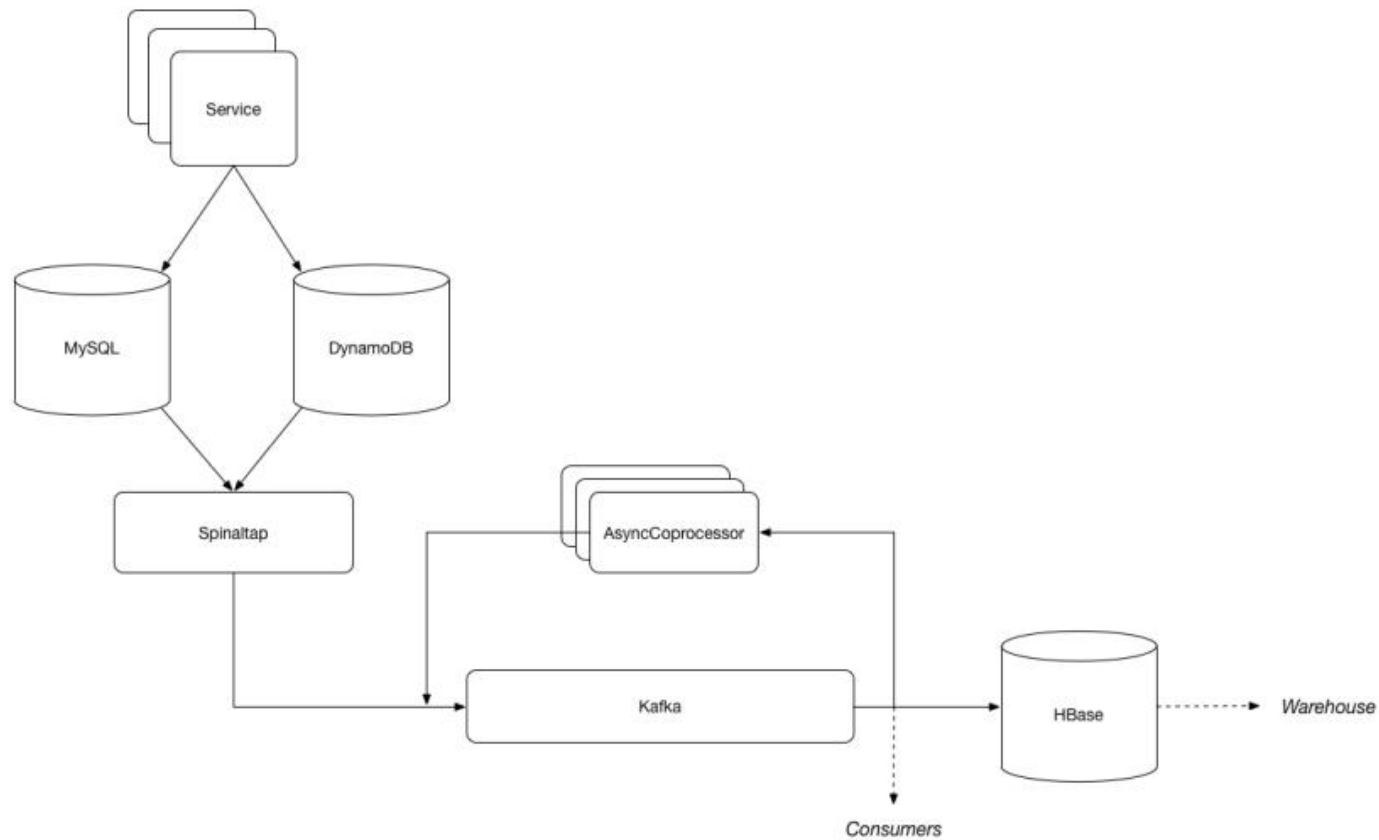 Service
MySQL
DynamoDB
Spinaltap
AsyncCoprocessor
Kafka
HBase
Warehouse
Consumers